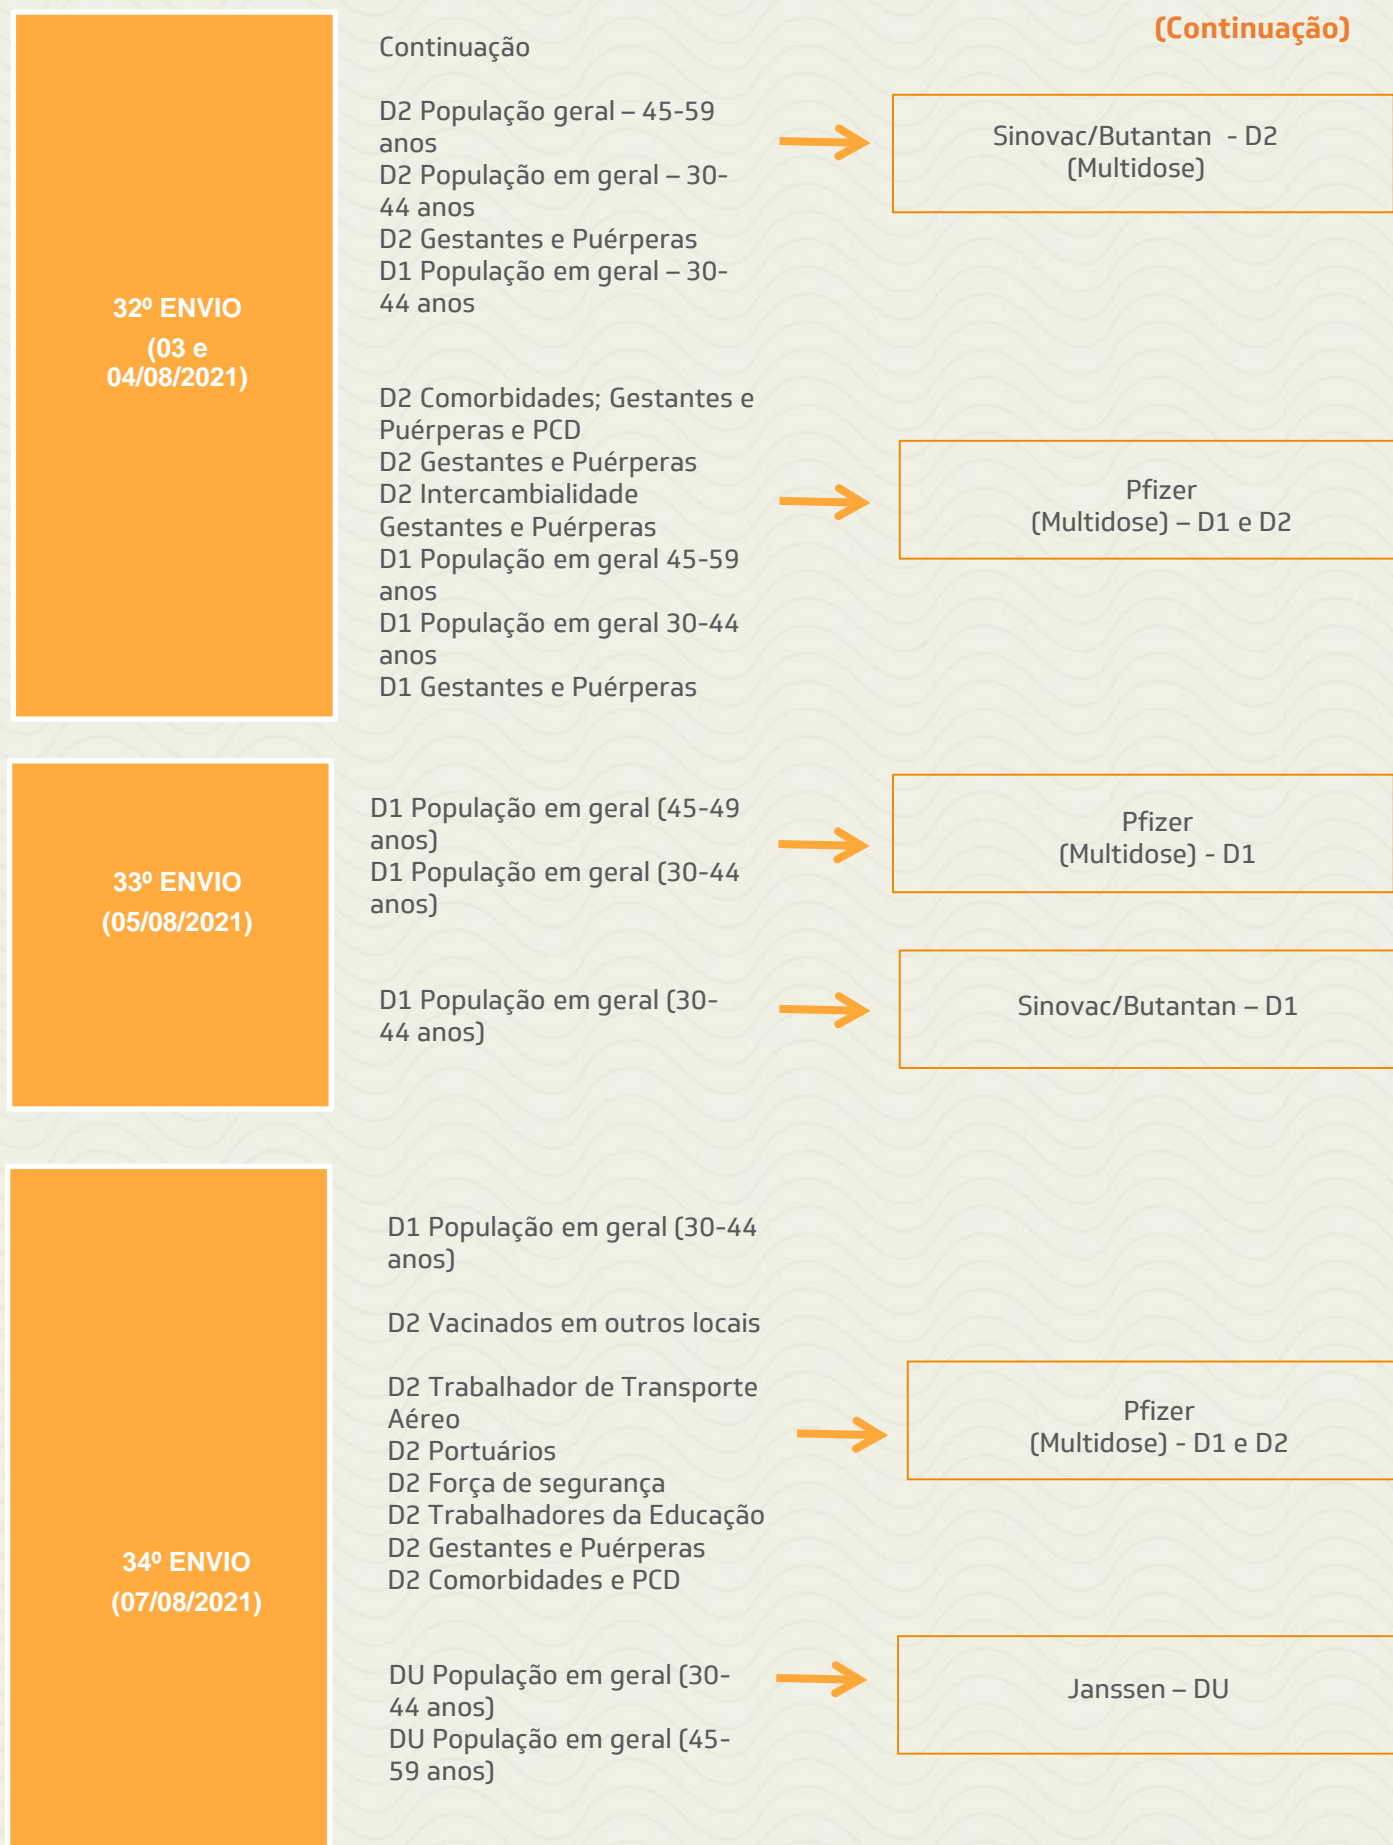 (Continuação)
32º ENVIO
(03 e
04/08/2021)
Continuação
D2 População geral – 45-59
anos
D2 População em geral – 30-
44 anos
D2 Gestantes e Puérperas
D1 População em geral – 30-
44 anos
Sinovac/Butantan - D2
(Multidose)
D2 Comorbidades; Gestantes e
Puérperas e PCD
D2 Gestantes e Puérperas
D2 Intercambialidade
Gestantes e Puérperas
D1 População em geral 45-59
anos
D1 População em geral 30-44
anos
D1 Gestantes e Puérperas
Pfizer
(Multidose) – D1 e D2
33º ENVIO
(05/08/2021)
D1 População em geral (45-49
anos)
D1 População em geral (30-44
anos)
Pfizer
(Multidose) - D1
D1 População em geral (30-
44 anos)
Sinovac/Butantan – D1
34º ENVIO
(07/08/2021)
D1 População em geral (30-44
anos)
D2 Vacinados em outros locais
D2 Trabalhador de Transporte
Aéreo
D2 Portuários
D2 Força de segurança
D2 Trabalhadores da Educação
D2 Gestantes e Puérperas
D2 Comorbidades e PCD
Pfizer
(Multidose) - D1 e D2
DU População em geral (30-
44 anos)
DU População em geral (45-
59 anos)
Janssen – DU